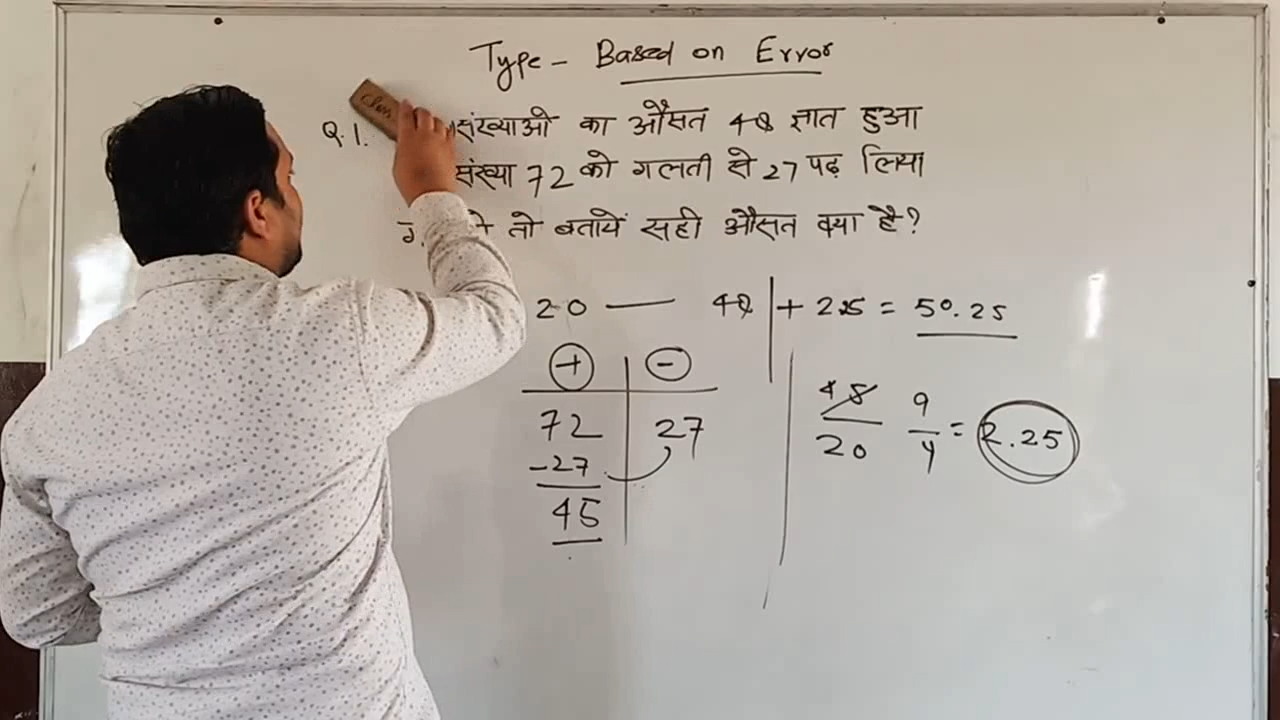 Type - Based on Error
Q.1. संख्याओ का औसत 48 ज्ञात हुआ
संख्या 72 को गलती से 27 पढ़ लिया
तो बतायें सही औसत क्या है?
20 — 48 + 2.25 = 50.25
+ -
72 27
-27
45
45
20
9
4
= 2.25